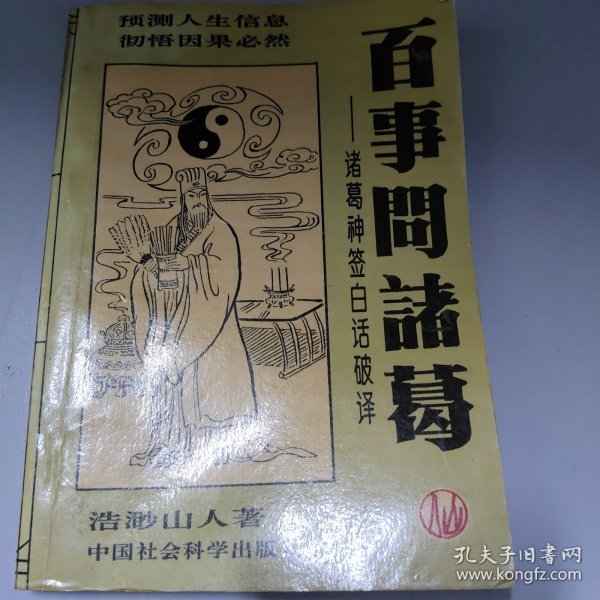 预测人生信息
彻悟因果必然
百事問諸葛
——诸葛神签白话破译
浩渺山人著
中国社会科学出版
孔夫子旧书网
www.kongfz.com